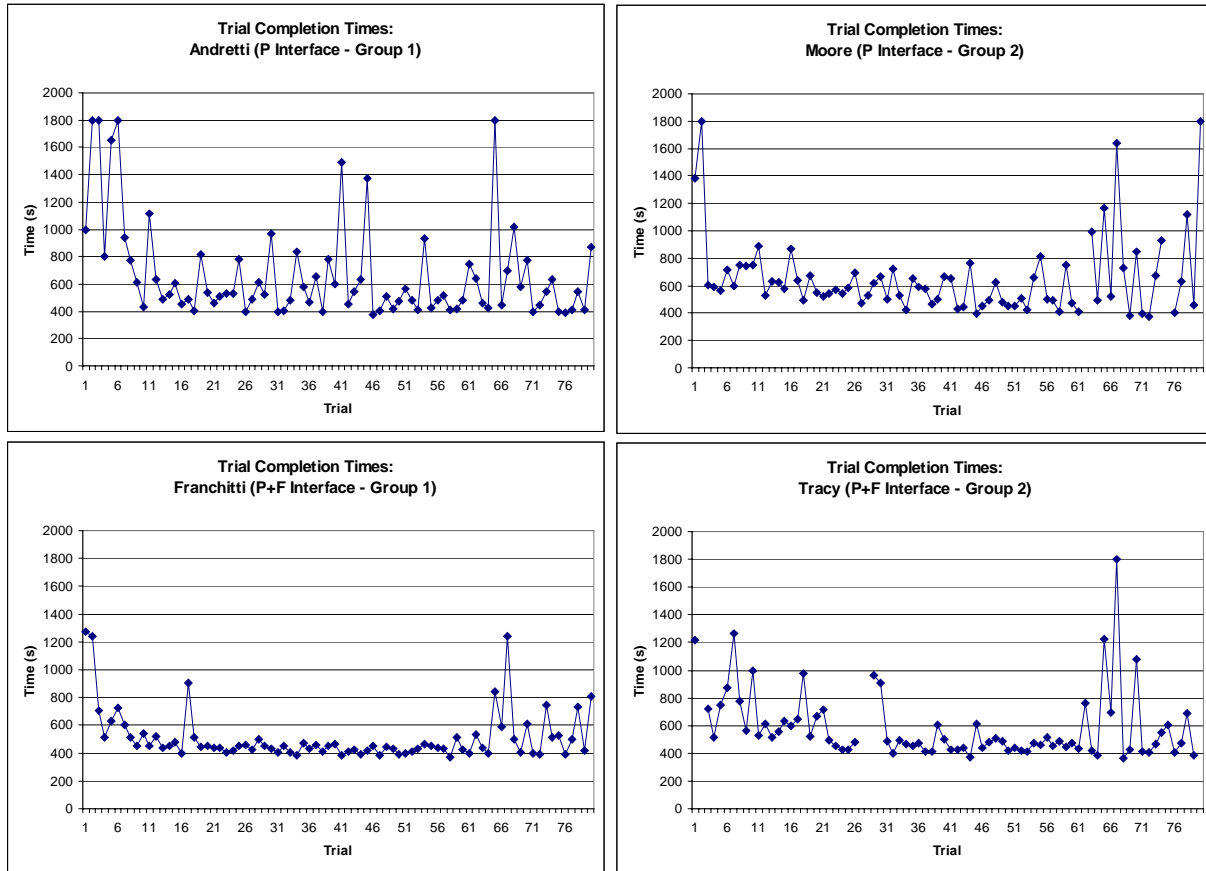 Trial Completion Times:
Andretti (P Interface - Group 1)
2000
1800
1600
1400
1200
1000
800
600
400
200
0
Time (s)
1 6 11 16 21 26 31 36 41 46 51 56 61 66 71 76
Trial
Trial Completion Times:
Moore (P Interface - Group 2)
2000
1800
1600
1400
1200
1000
800
600
400
200
0
Time (s)
1 6 11 16 21 26 31 36 41 46 51 56 61 66 71 76
Trial
Trial Completion Times:
Franchitti (P+F Interface - Group 1)
2000
1800
1600
1400
1200
1000
800
600
400
200
0
Time (s)
1 6 11 16 21 26 31 36 41 46 51 56 61 66 71 76
Trial
Trial Completion Times:
Tracy (P+F Interface - Group 2)
2000
1800
1600
1400
1200
1000
800
600
400
200
0
Time (s)
1 6 11 16 21 26 31 36 41 46 51 56 61 66 71 76
Trial